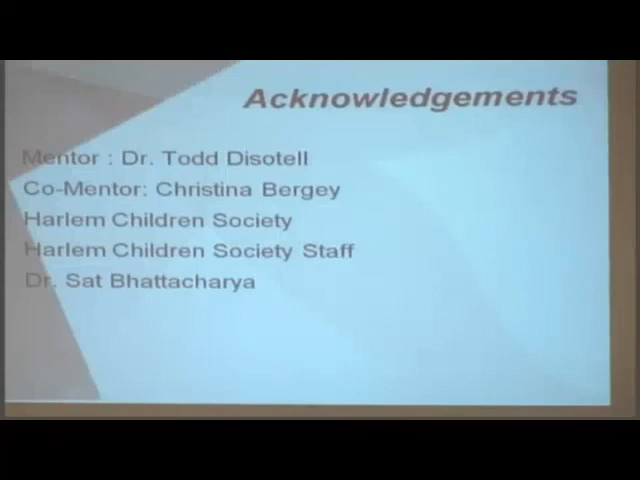 Acknowledgements
Mentor : Dr. Todd Disotell
Co-Mentor: Christina Bergey
Harlem Children Society
Harlem Children Society Staff
Dr. Sat Bhattacharya